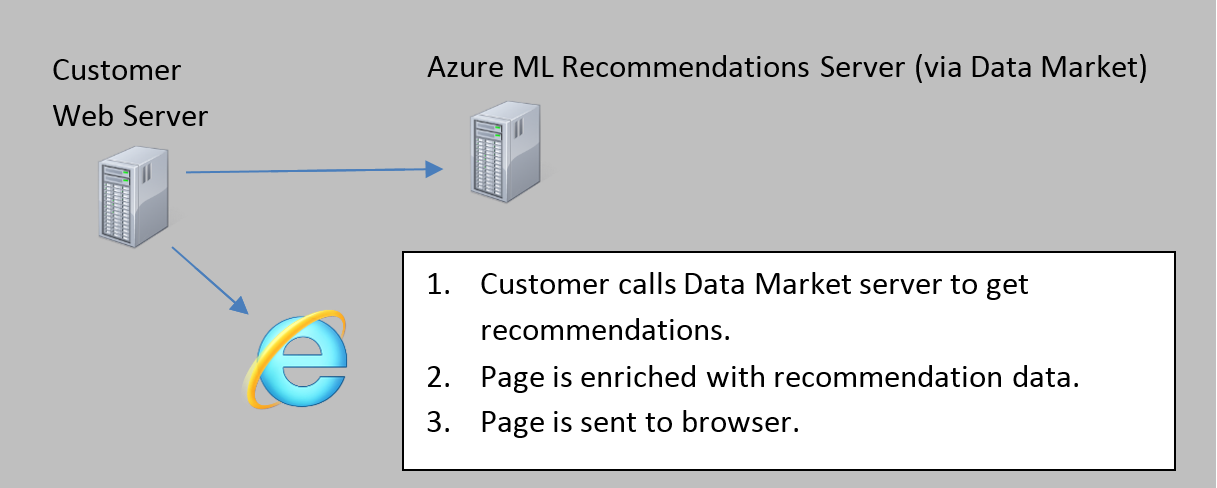 Customer
Web Server
Azure ML Recommendations Server (via Data Market)
1. Customer calls Data Market server to get
recommendations.
2. Page is enriched with recommendation data.
3. Page is sent to browser.